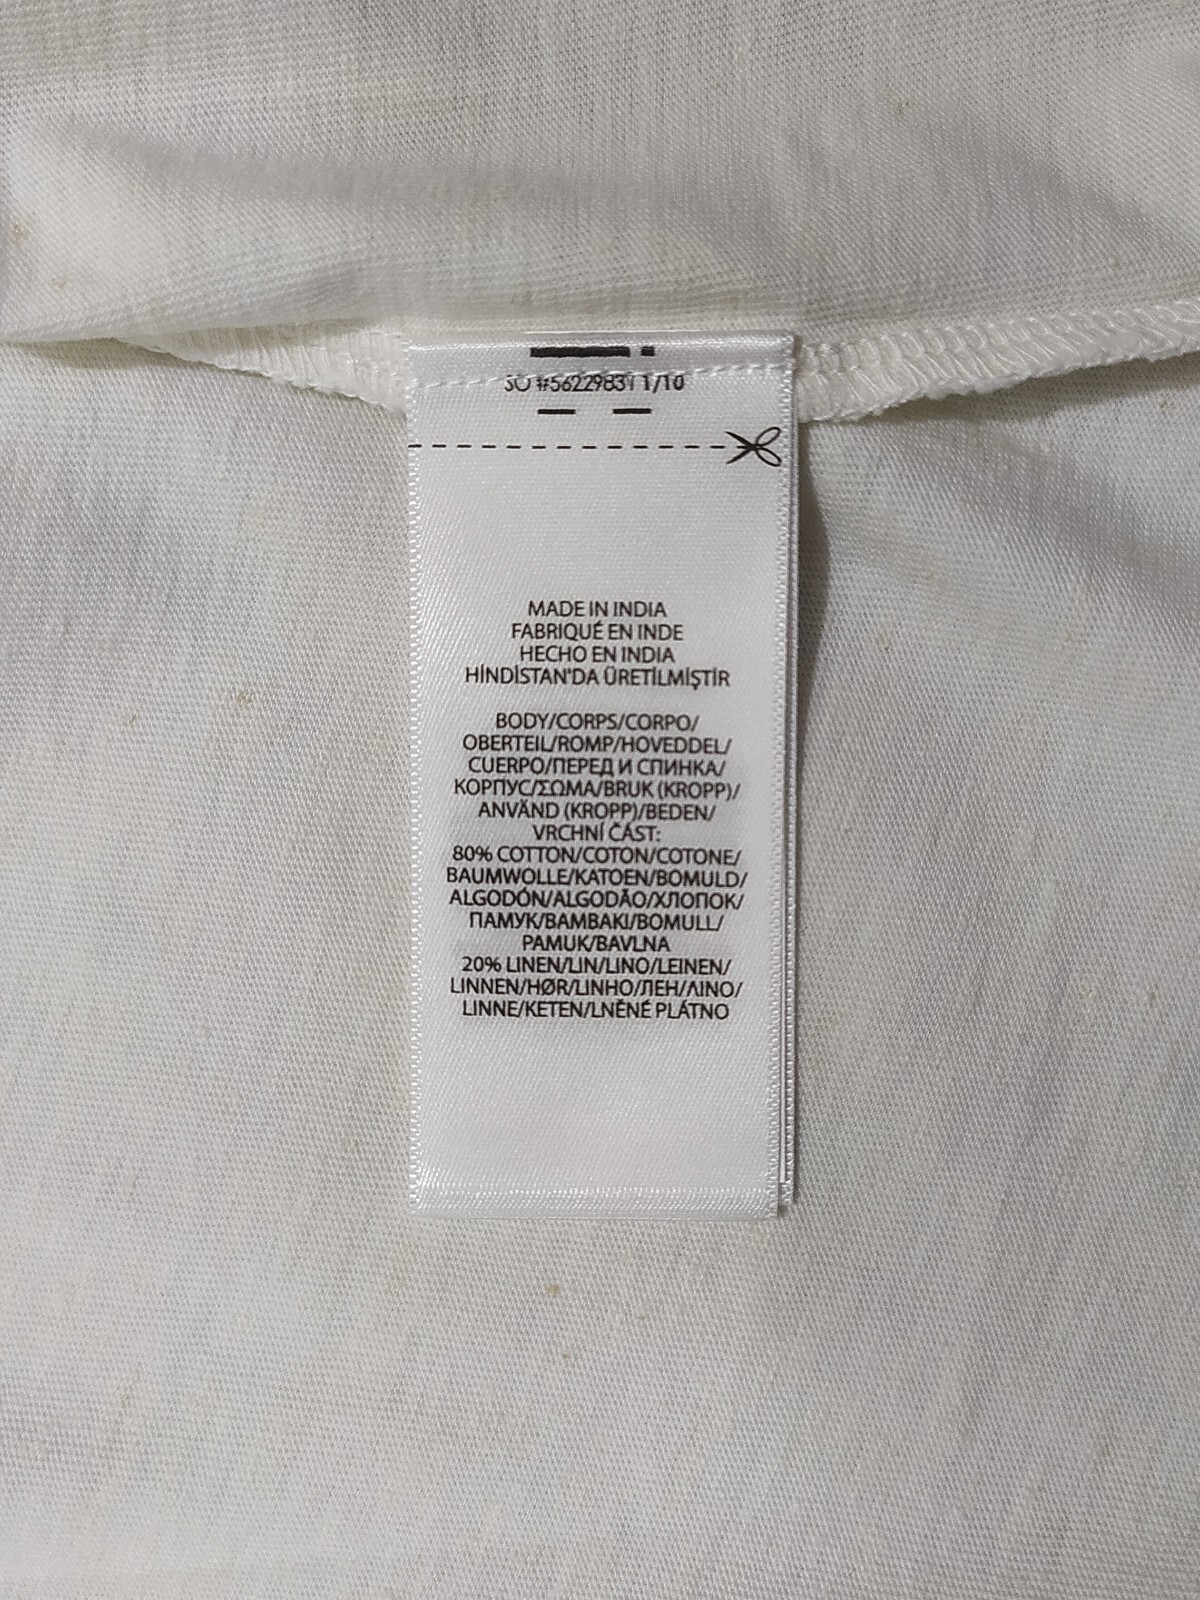 SO #56229839 1/10
MADE IN INDIA
FABRIQUÉ EN INDE
HECHO EN INDIA
HİNDİSTAN'DA ÜRETİLMİŞTİR
BODY/CORPS/CORPO/
OBERTEIL/ROMP/HOVEDDEL/
CUERPO/ПЕРЕД И СПИНКА/
КОРПУС/ΣΩΜΑ/BRUK (KROPP)/
ANVÄND (KROPP)/BEDEN/
VRCHNÍ ČÁST:
80% COTTON/COTON/COTONE/
BAUMWOLLE/KATOEN/BOMULD/
ALGODÓN/ALGODÃO/ХЛОПОК/
ПАМУК/ΒΑΜΒΑΚΙ/BOMULL/
PAMUK/BAVLNA
20% LINEN/LIN/LINO/LEINEN/
LINNEN/HØR/LINHO/ЛЕН/ΛΙΝΟ/
LINNE/KETEN/LNĚNÉ PLÁTNO